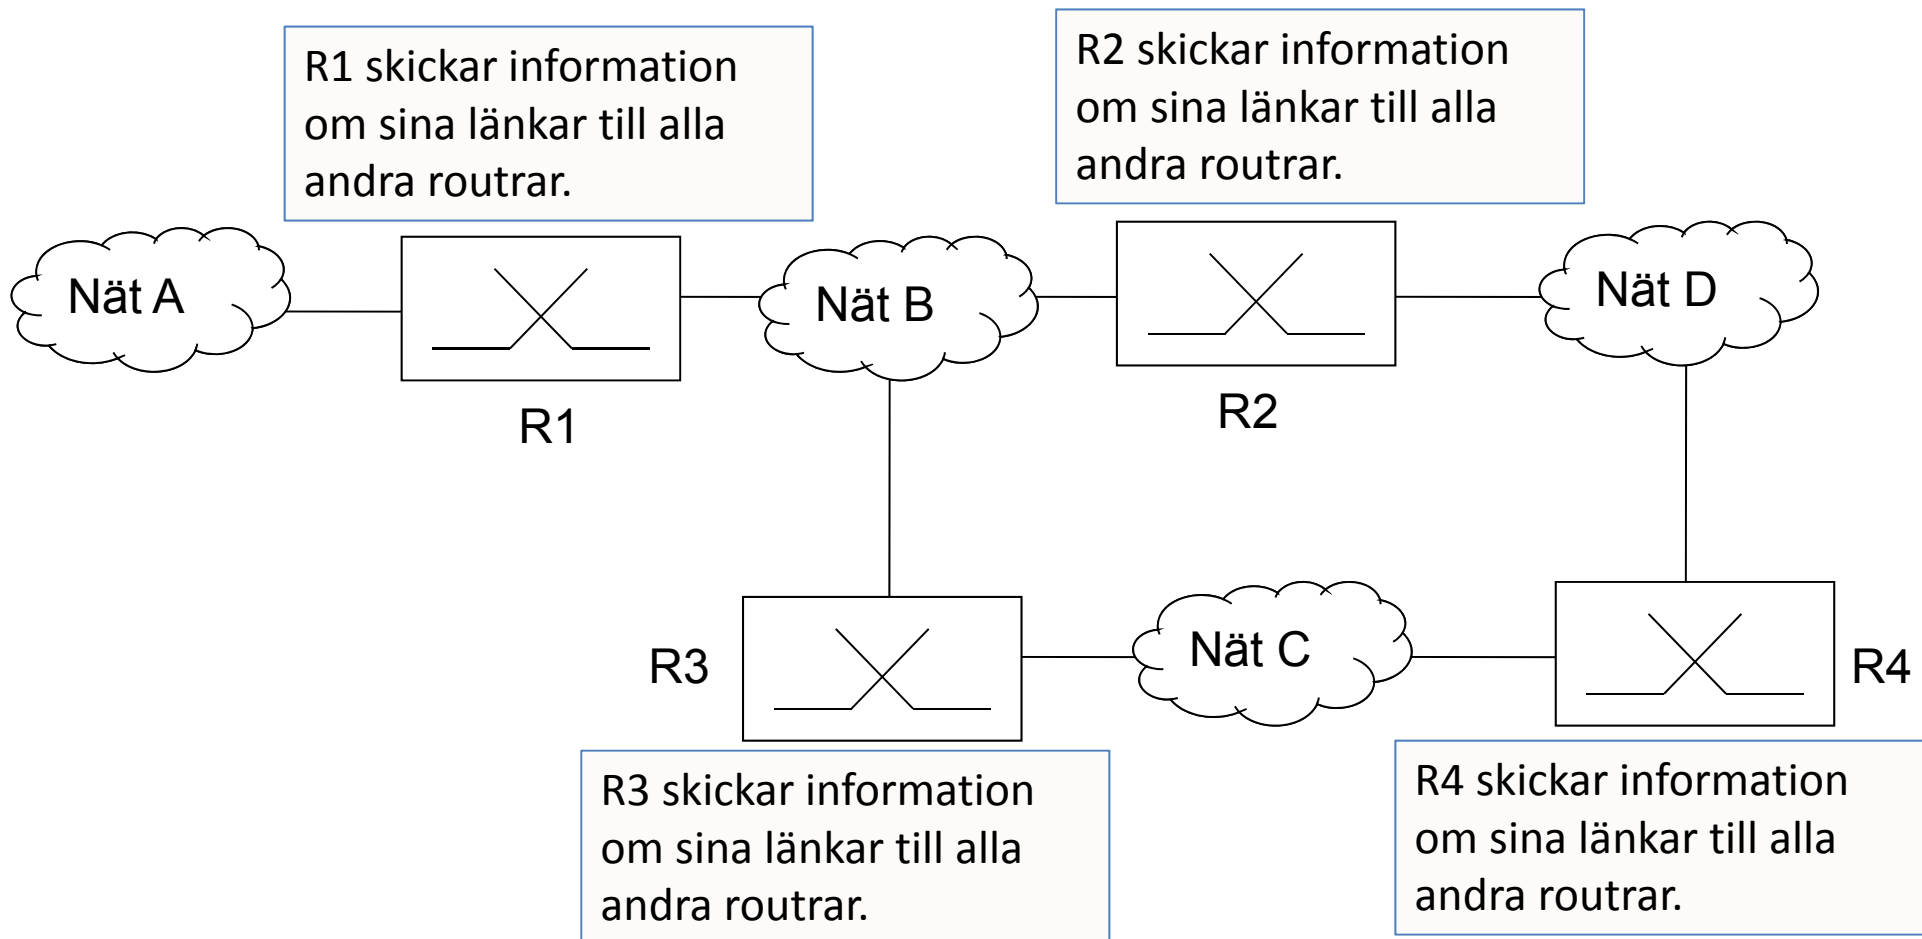 R1 skickar information
om sina länkar till alla
andra routrar.
R2 skickar information
om sina länkar till alla
andra routrar.
Nät A
Nät B
Nät D
R1
R2
R3
Nät C
R4
R3 skickar information
om sina länkar till alla
andra routrar.
R4 skickar information
om sina länkar till alla
andra routrar.